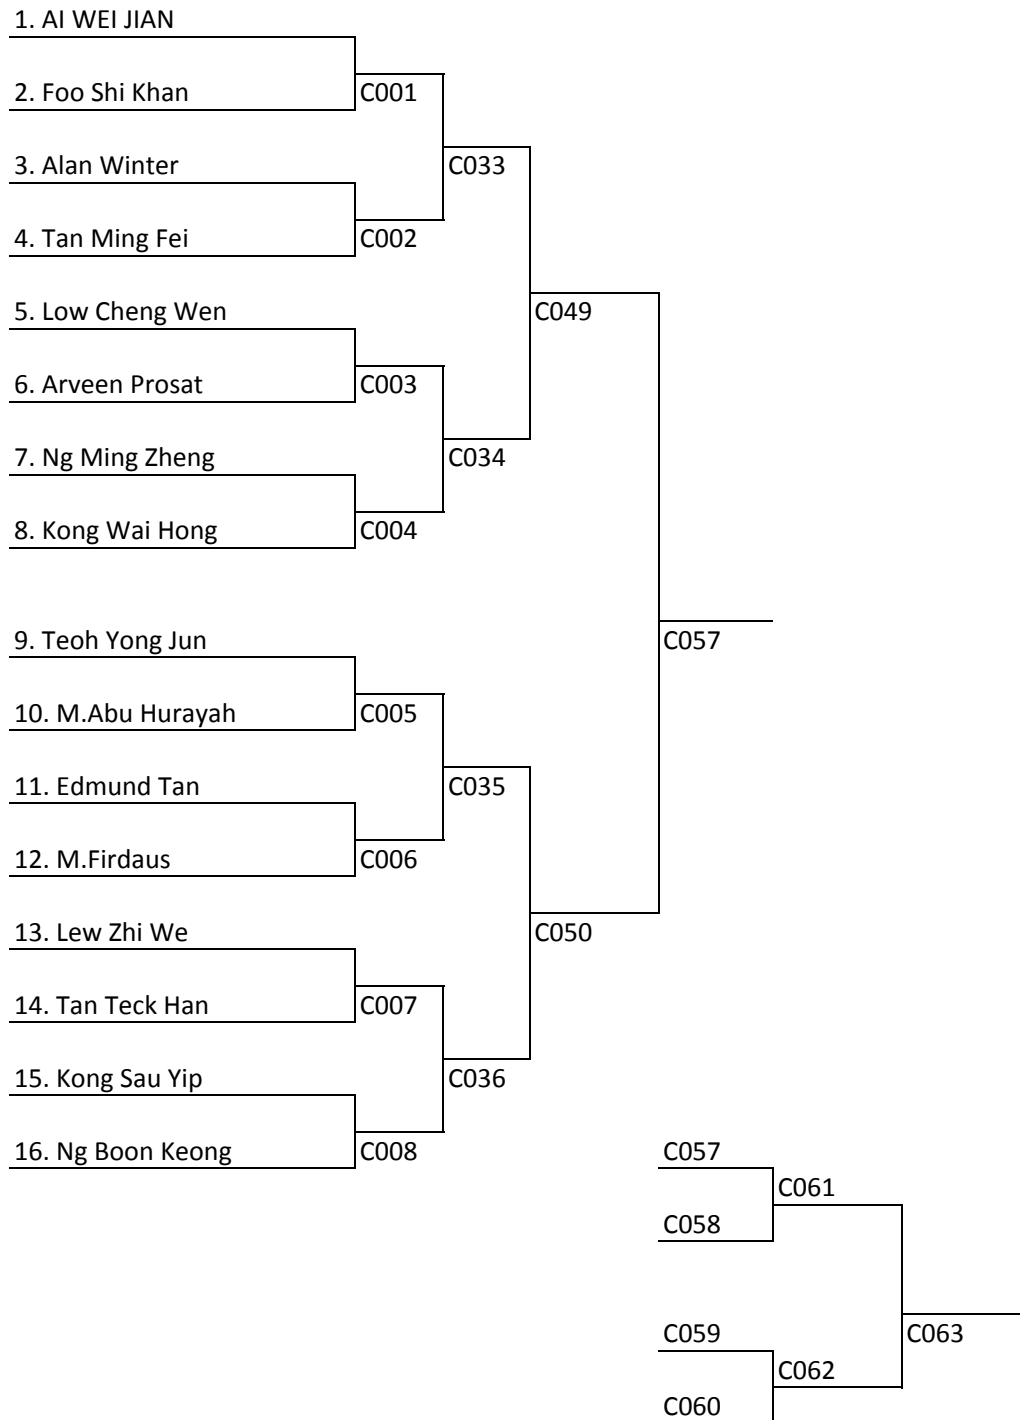 1. AI WEI JIAN
2. Foo Shi Khan
C001
3. Alan Winter
C033
4. Tan Ming Fei
C002
5. Low Cheng Wen
C049
6. Arveen Prosat
C003
7. Ng Ming Zheng
C034
8. Kong Wai Hong
C004
9. Teoh Yong Jun
C057
10. M.Abu Hurayah
C005
11. Edmund Tan
C035
12. M.Firdaus
C006
13. Lew Zhi We
C050
14. Tan Teck Han
C007
15. Kong Sau Yip
C036
16. Ng Boon Keong
C008
C057
C061
C058
C059
C063
C062
C060